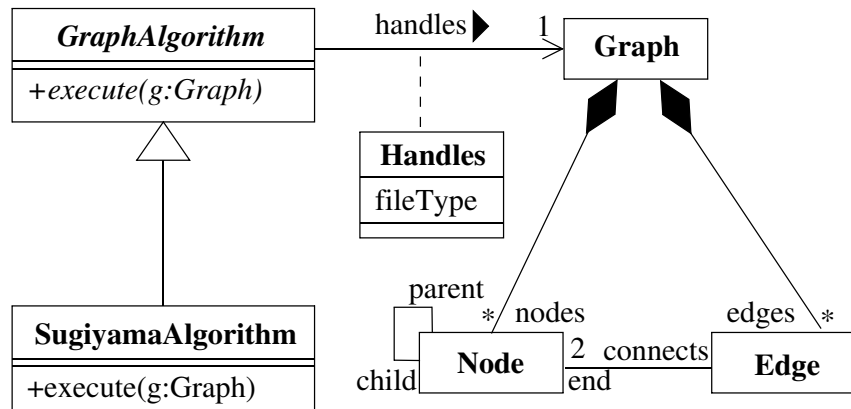 GraphAlgorithm
+execute(g:Graph)
handles
1
Graph
Handles
fileType
parent
child
* nodes
edges *
SugiyamaAlgorithm
+execute(g:Graph)
Node
2
end
connects
Edge